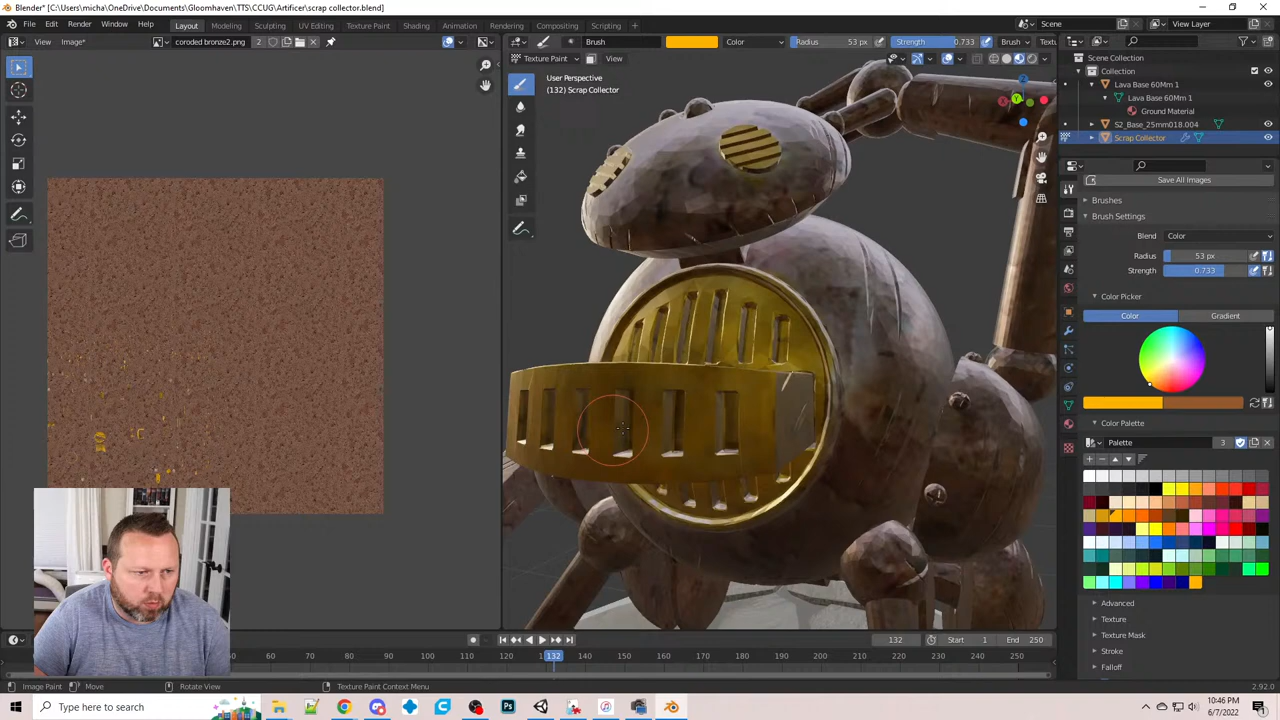 Blender* [C:\Users\micha\OneDrive\Documents\Gloomhaven\TTS\CCUG\Artificer\scrap collector.blend]
File Edit Render Window Help Layout Modeling Sculpting UV Editing Texture Paint Shading Animation Rendering Compositing Scripting Scene View Layer
View Image* coroded bronze2.png 2 Brush Color Radius 53 px Strength 0.733 Brush Textu
Texture Paint View
User Perspective
(132) Scrap Collector
Scene Collection
Collection
Lava Base 60Mm 1
Lava Base 60Mm 1
Ground Material
S2_Base_25mm018.004
Scrap Collector
Save All Images
Brushes
Brush Settings
Blend Color
Radius 53 px
Strength 0.733
Color Picker
Color Gradient
Color Palette
Palette 3
Advanced
Texture
Texture Mask
Stroke
Falloff
132 Start 1 End 250
50 60 70 80 90 100 110 120 130 132 140 150 160 170 180 190 200 210 220 230 240 250
Image Paint Move Rotate View Texture Paint Context Menu 2.92.0
Type here to search
10:46 PM
6/7/2022